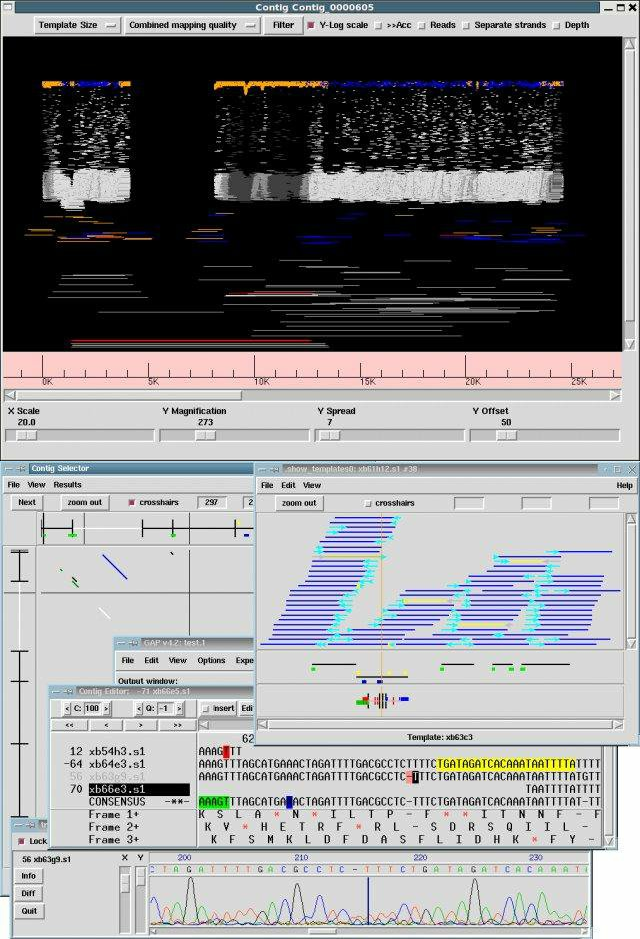 Contig Contig_0000605
Template Size Combined mapping quality Filter Y-Log scale >>Acc Reads Separate strands Depth
0K 5K 10K 15K 20K 25K
X Scale Y Magnification Y Spread Y Offset
20.0 273 7 50
Contig Selector
File View Results
Next zoom out crosshairs 297 2
.show_templates0: xb61h12.s1 #38
File Edit View Help
zoom out crosshairs
Template: xb63c3
GAP v4.2: test.1
File Edit View Options Expe
Output window:
Contig Editor: -71 xb66e5.s1
< C: 100 > < Q: -1 > insert Edi
<< < > >>
62
12 xb54h3.s1 AAAGTTT
-64 xb64e3.s1 AAAGTTTAGCATGAAACTAGATTTTGACGCCTCTTTTCTGATAGATCACAAATAATTTTATTTT
56 xb63g9.s1 AAAGTTTAGCATGAAACTAGATTTTGACGCCTC-TTTCTGATAGATCACAAATAATTTTATGTT
70 xb66e3.s1 TAATTTTATTTT
CONSENSUS -**-
Frame 1+ K S L A * N * I L T P - F * * I T N N F - F
Frame 2+ K V * H E T R F * R L - S D R S Q I I L -
Frame 3+ K F S M K L D F D A S F L I D H K * F Y -
Lock
56 xb63g9.s1 X Y 200 210 220 230
Info
Diff
Quit
CTAGATTTTGACGCCTC-TTTCTGATAGATCACAAAT